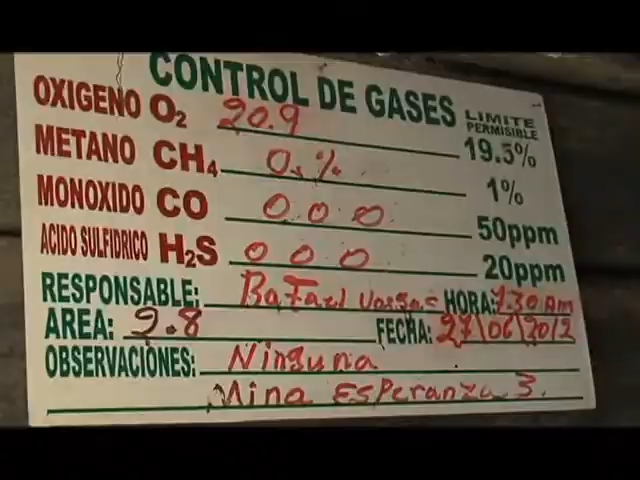 CONTROL DE GASES
LIMITE PERMISIBLE
OXIGENO O₂ 20.9 19.5%
METANO CH₄ 0.% 1%
MONOXIDO CO 0 0 0 50ppm
ACIDO SULFIDRICO H₂S 0 0 0 20ppm
RESPONSABLE: Rafael Vargas HORA: 7:30 AM
AREA: 2.8 FECHA: 27\06\2012
OBSERVACIONES: Ninguna
Mina Esperanza 3.